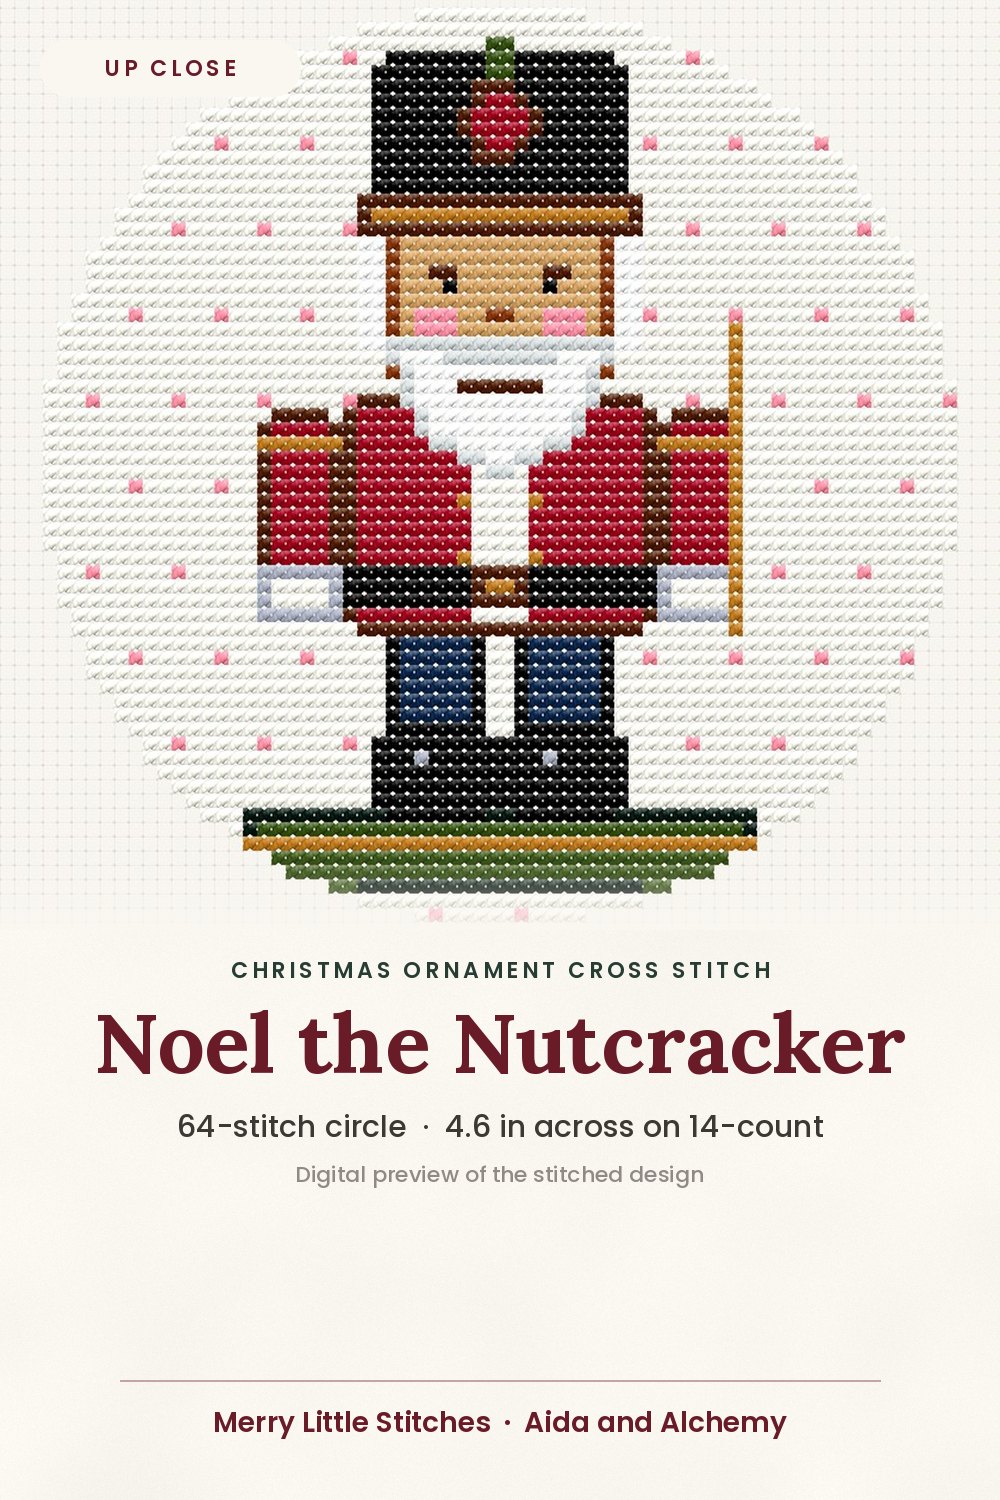 UP CLOSE
CHRISTMAS ORNAMENT CROSS STITCH
Noel the Nutcracker
64-stitch circle · 4.6 in across on 14-count
Digital preview of the stitched design
Merry Little Stitches · Aida and Alchemy